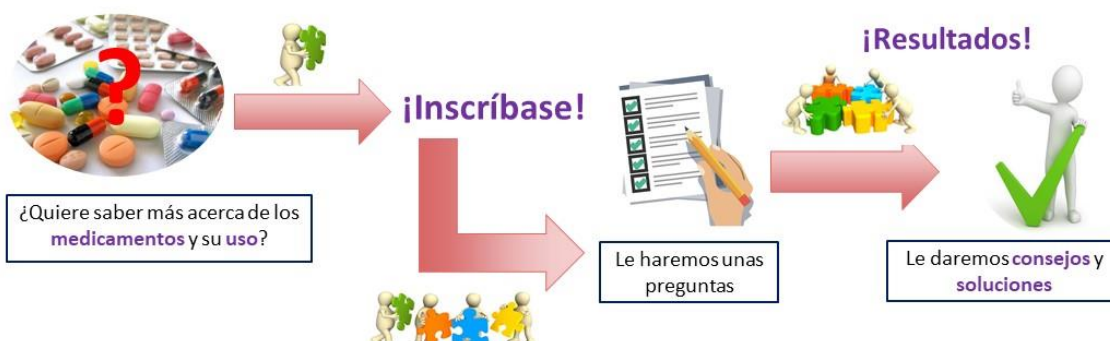 ¿Quiere saber más acerca de los
medicamentos y su uso?
¡Inscríbase!
Le haremos unas
preguntas
¡Resultados!
Le daremos consejos y
soluciones